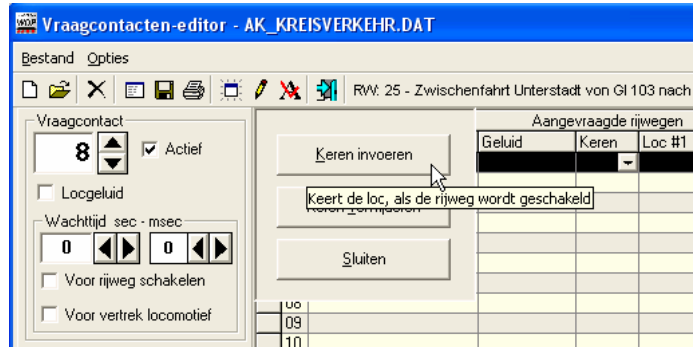 WDP
Vraagcontacten-editor - AK_KREISVERKEHR.DAT
Bestand Opties
RW: 25 - Zwischenfahrt Unterstadt von Gl 103 nach
Vraagcontact
8
Actief
Locgeluid
Wachttijd sec - msec
0 0
Voor rijweg schakelen
Voor vertrek locomotief
Keren invoeren
Keert de loc, als de rijweg wordt geschakeld
Sluiten
Aangevraagde rijwegen
Geluid Keren Loc #1
08
09
10